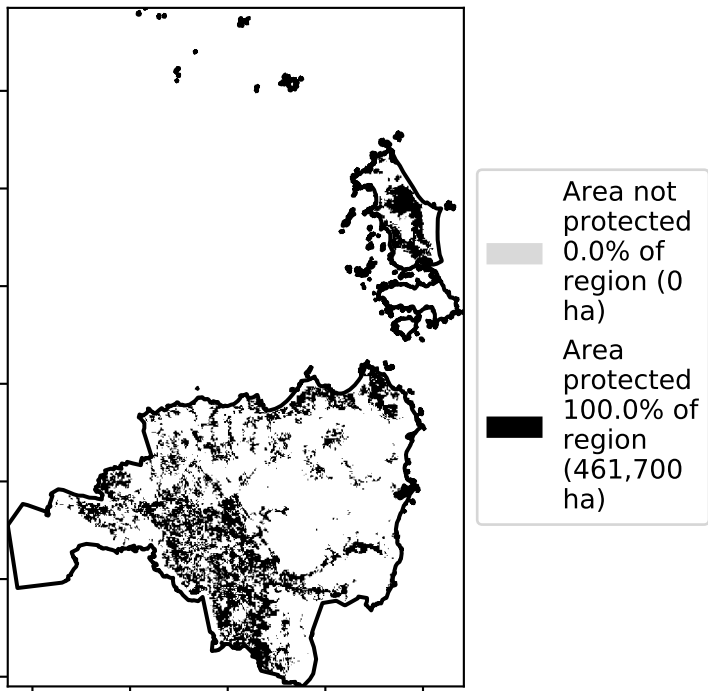 Area not
protected
0.0% of
region (0
ha)
Area
protected
100.0% of
region
(461,700
ha)